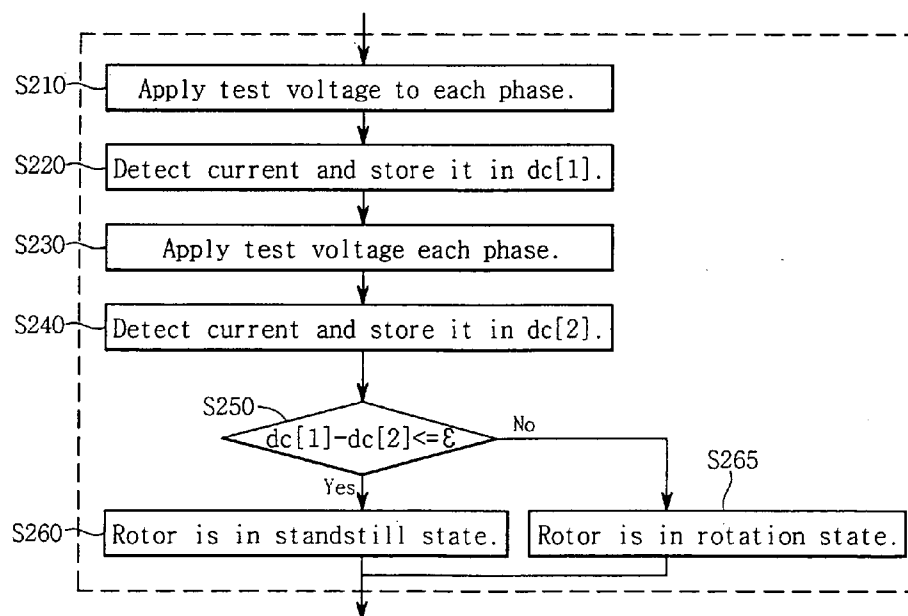 S210
Apply test voltage to each phase.
S220
Detect current and store it in dc[1].
S230
Apply test voltage each phase.
S240
Detect current and store it in dc[2].
S250
dc[1]-dc[2]<=ε
No
Yes
S265
S260
Rotor is in standstill state.
Rotor is in rotation state.